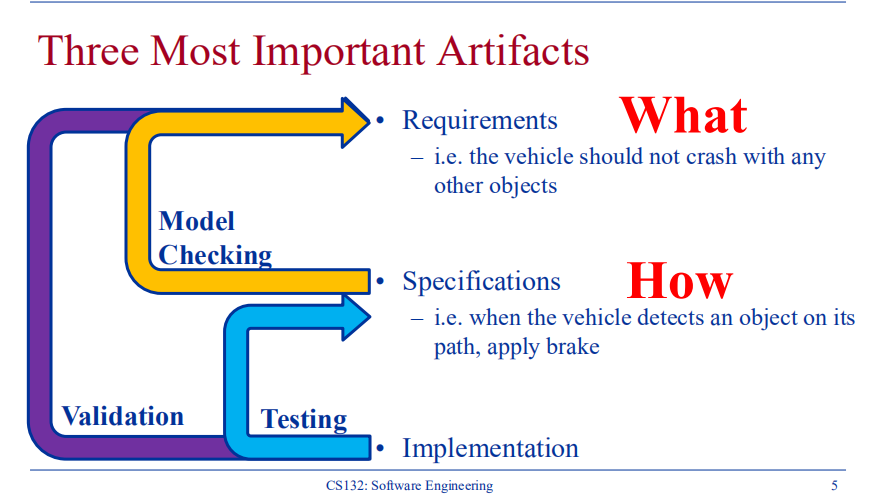 Three Most Important Artifacts
• Requirements
What
– i.e. the vehicle should not crash with any
other objects
Model
Checking
• Specifications
How
– i.e. when the vehicle detects an object on its
path, apply brake
Validation
Testing
• Implementation
CS132: Software Engineering
5